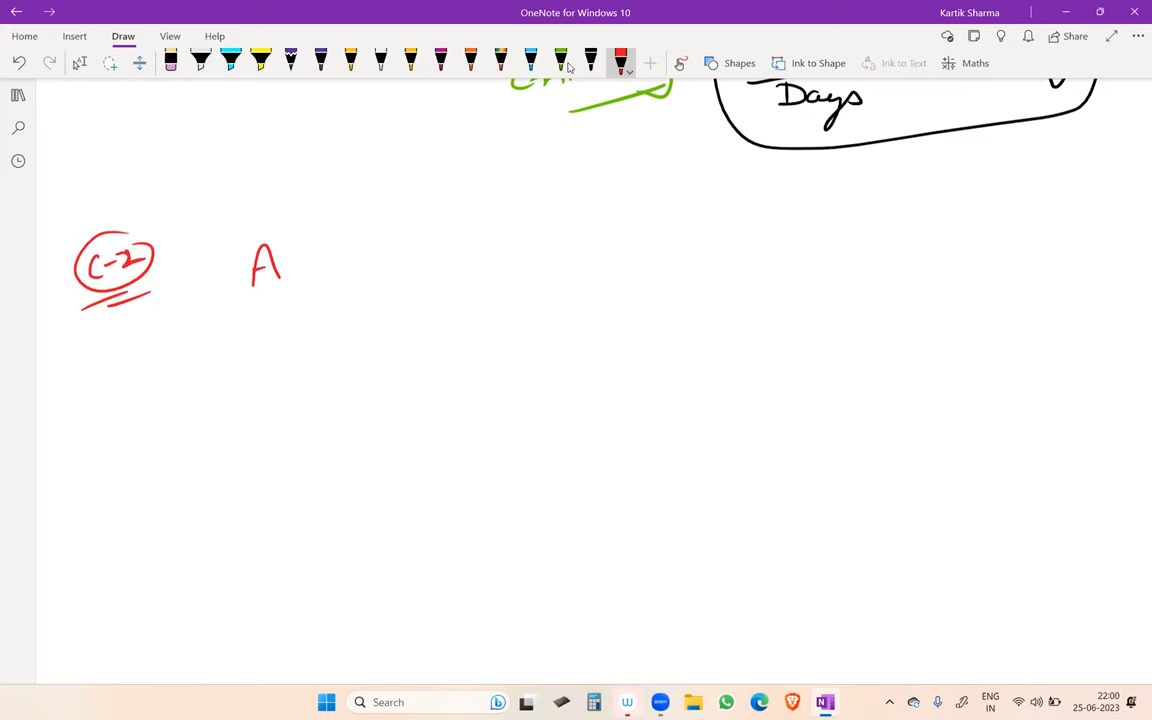 OneNote for Windows 10
Kartik Sharma
Home Insert Draw View Help
Share
Shapes Ink to Shape Ink to Text Maths
Days
C-2 A
Search
ENG
IN
22:00
25-06-2023